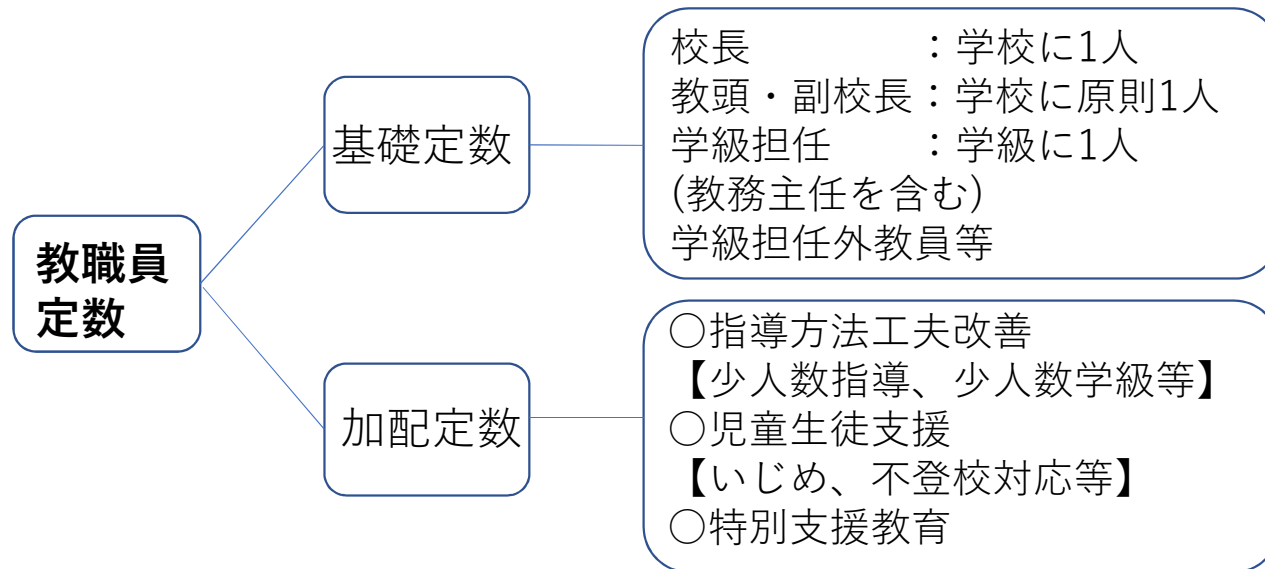 教職員
定数
基礎定数
校長　　　　：学校に1人
教頭・副校長：学校に原則1人
学級担任　　：学級に1人
(教務主任を含む)
学級担任外教員等
加配定数
○指導方法工夫改善
【少人数指導、少人数学級等】
○児童生徒支援
【いじめ、不登校対応等】
○特別支援教育